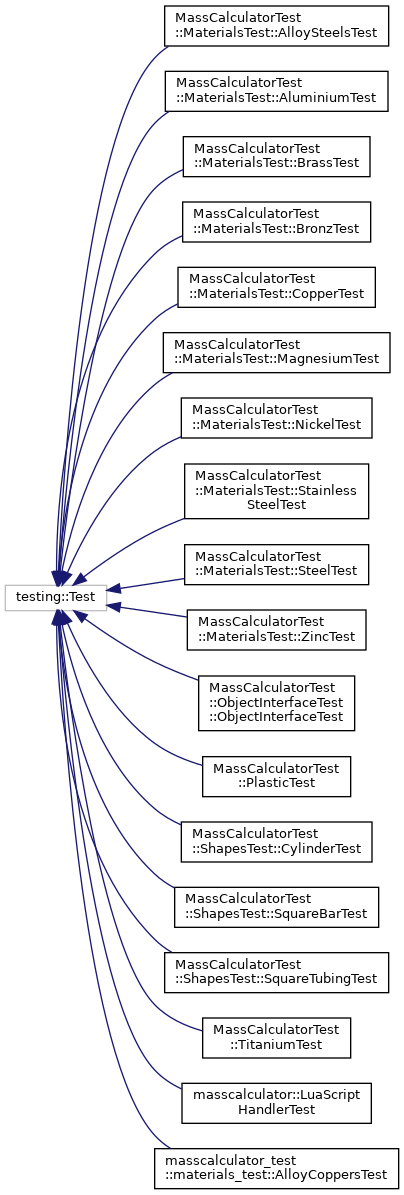 MassCalculatorTest
::MaterialsTest::AlloySteelsTest
MassCalculatorTest
::MaterialsTest::AluminiumTest
MassCalculatorTest
::MaterialsTest::BrassTest
MassCalculatorTest
::MaterialsTest::BronzTest
MassCalculatorTest
::MaterialsTest::CopperTest
MassCalculatorTest
::MaterialsTest::MagnesiumTest
MassCalculatorTest
::MaterialsTest::NickelTest
MassCalculatorTest
::MaterialsTest::Stainless
SteelTest
MassCalculatorTest
::MaterialsTest::SteelTest
testing::Test
MassCalculatorTest
::MaterialsTest::ZincTest
MassCalculatorTest
::ObjectInterfaceTest
::ObjectInterfaceTest
MassCalculatorTest
::PlasticTest
MassCalculatorTest
::ShapesTest::CylinderTest
MassCalculatorTest
::ShapesTest::SquareBarTest
MassCalculatorTest
::ShapesTest::SquareTubingTest
MassCalculatorTest
::TitaniumTest
masscalculator::LuaScript
HandlerTest
masscalculator_test
::materials_test::AlloyCoppersTest